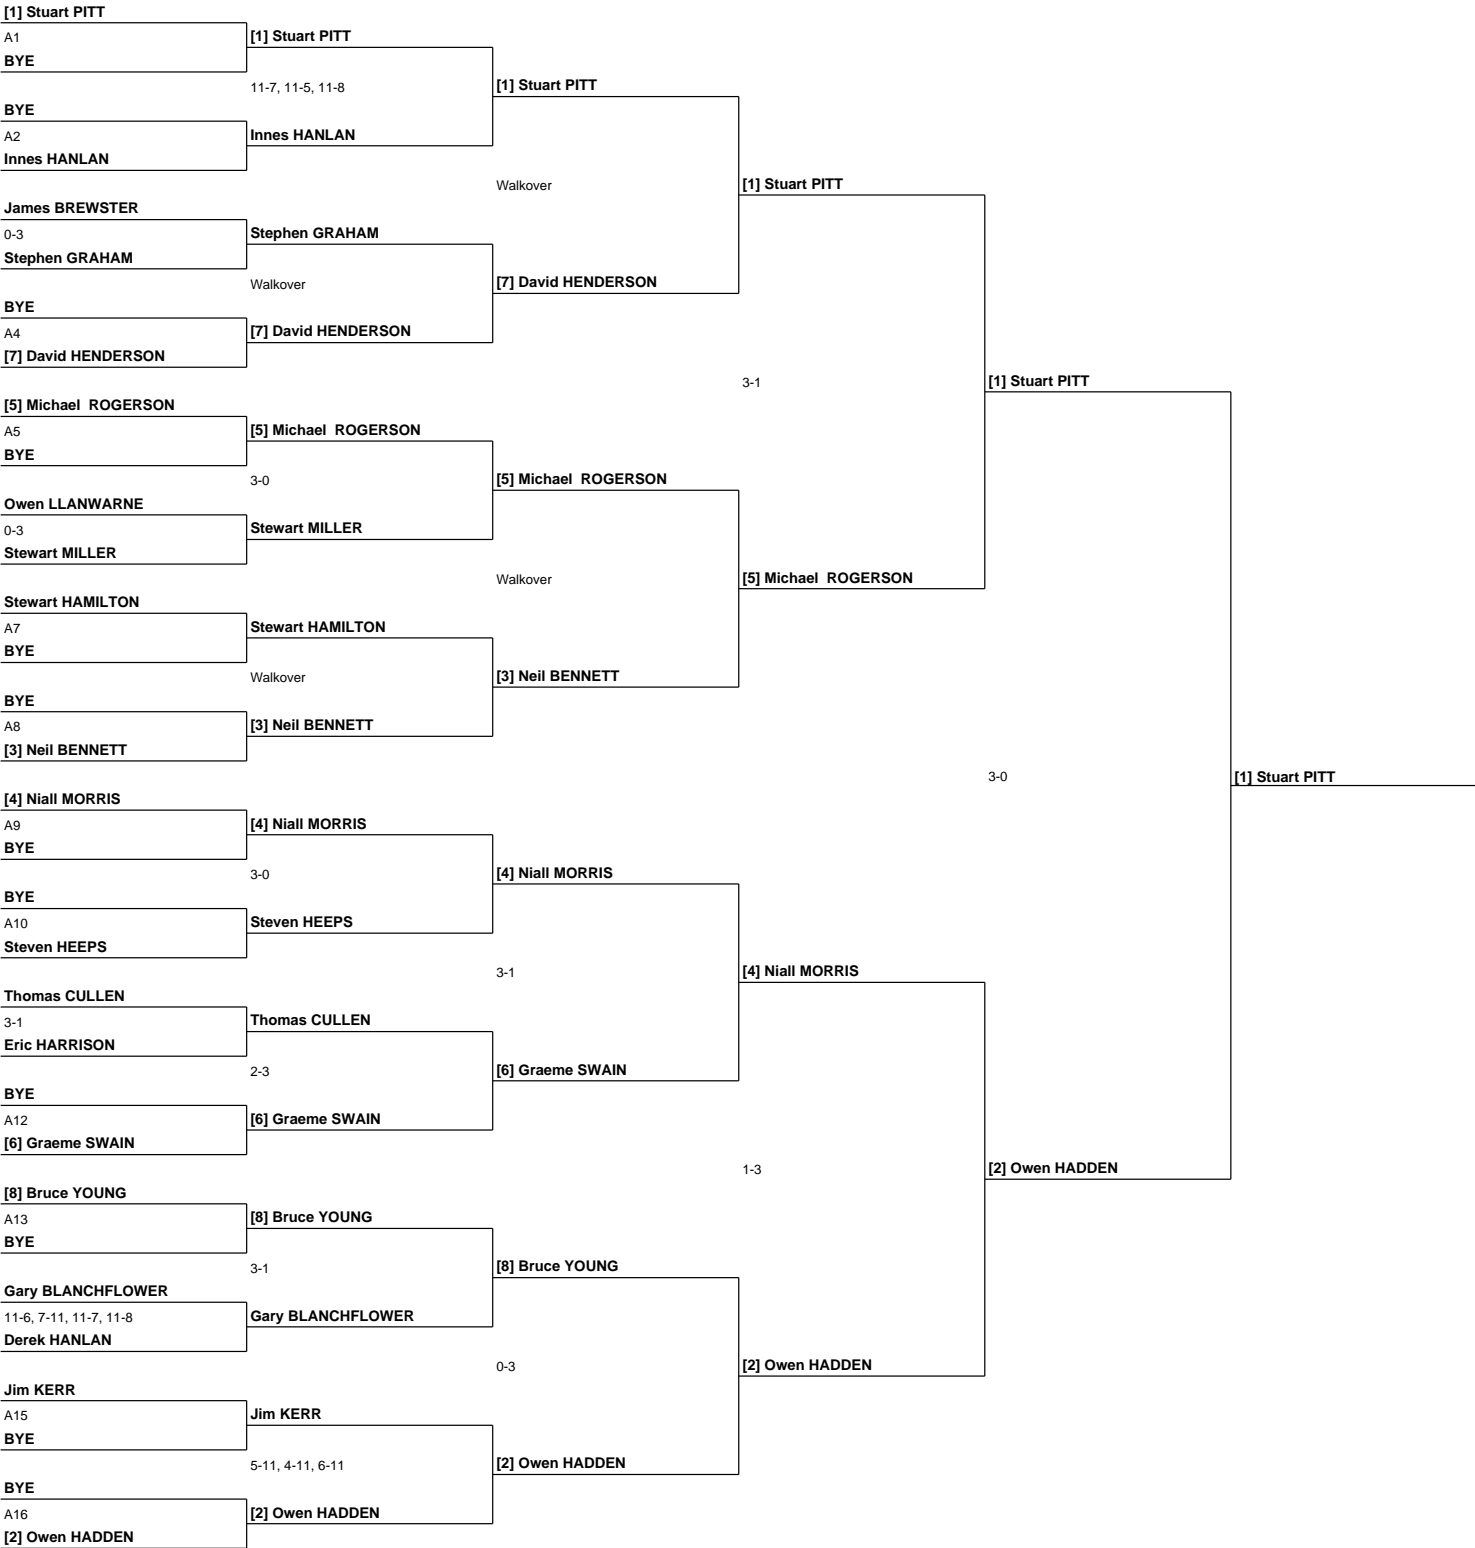 [1] Stuart PITT
A1
BYE
BYE
A2
Innes HANLAN
James BREWSTER
0-3
Stephen GRAHAM
BYE
A4
[7] David HENDERSON
[5] Michael  ROGERSON
A5
BYE
Owen LLANWARNE
0-3
Stewart MILLER
Stewart HAMILTON
A7
BYE
BYE
A8
[3] Neil BENNETT
[4] Niall MORRIS
A9
BYE
BYE
A10
Steven HEEPS
Thomas CULLEN
3-1
Eric HARRISON
BYE
A12
[6] Graeme SWAIN
[8] Bruce YOUNG
A13
BYE
Gary BLANCHFLOWER
11-6, 7-11, 11-7, 11-8
Derek HANLAN
Jim KERR
A15
BYE
BYE
A16
[2] Owen HADDEN
[1] Stuart PITT
11-7, 11-5, 11-8
Innes HANLAN
Stephen GRAHAM
Walkover
[7] David HENDERSON
[5] Michael  ROGERSON
3-0
Stewart MILLER
Stewart HAMILTON
Walkover
[3] Neil BENNETT
[4] Niall MORRIS
3-0
Steven HEEPS
Thomas CULLEN
2-3
[6] Graeme SWAIN
[8] Bruce YOUNG
3-1
Gary BLANCHFLOWER
Jim KERR
5-11, 4-11, 6-11
[2] Owen HADDEN
[1] Stuart PITT
Walkover
[7] David HENDERSON
[5] Michael  ROGERSON
Walkover
[3] Neil BENNETT
[4] Niall MORRIS
3-1
[6] Graeme SWAIN
[8] Bruce YOUNG
0-3
[2] Owen HADDEN
[1] Stuart PITT
3-1
[5] Michael  ROGERSON
[4] Niall MORRIS
1-3
[2] Owen HADDEN
[1] Stuart PITT
3-0
[2] Owen HADDEN
[1] Stuart PITT